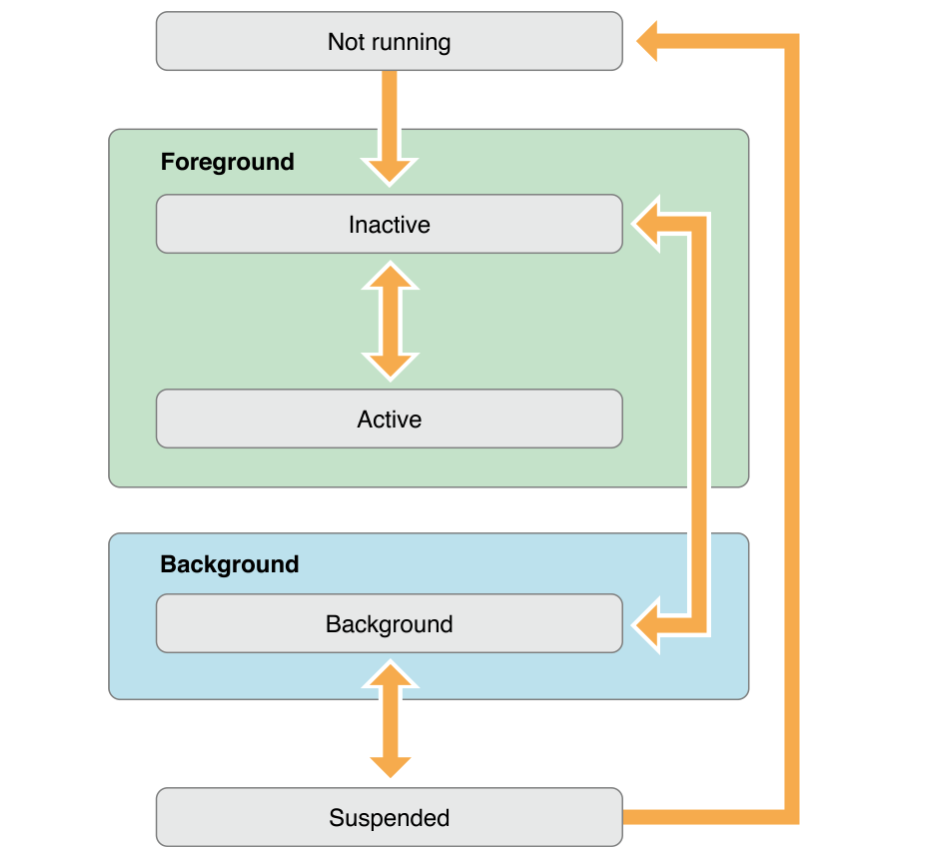 Not running
Foreground
Inactive
Active
Background
Background
Suspended